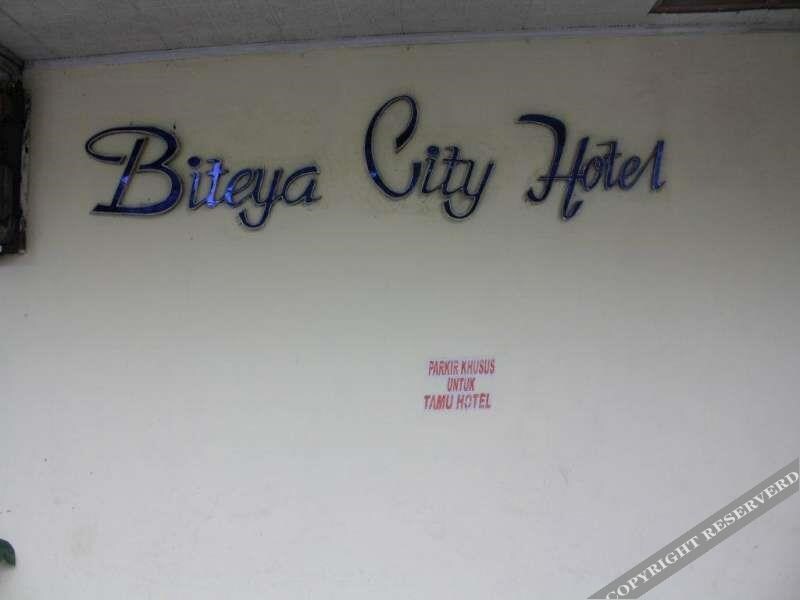 Biteya City Hotel
PARKIR KHUSUS
UNTUK
TAMU HOTEL
COPYRIGHT RESERVERD